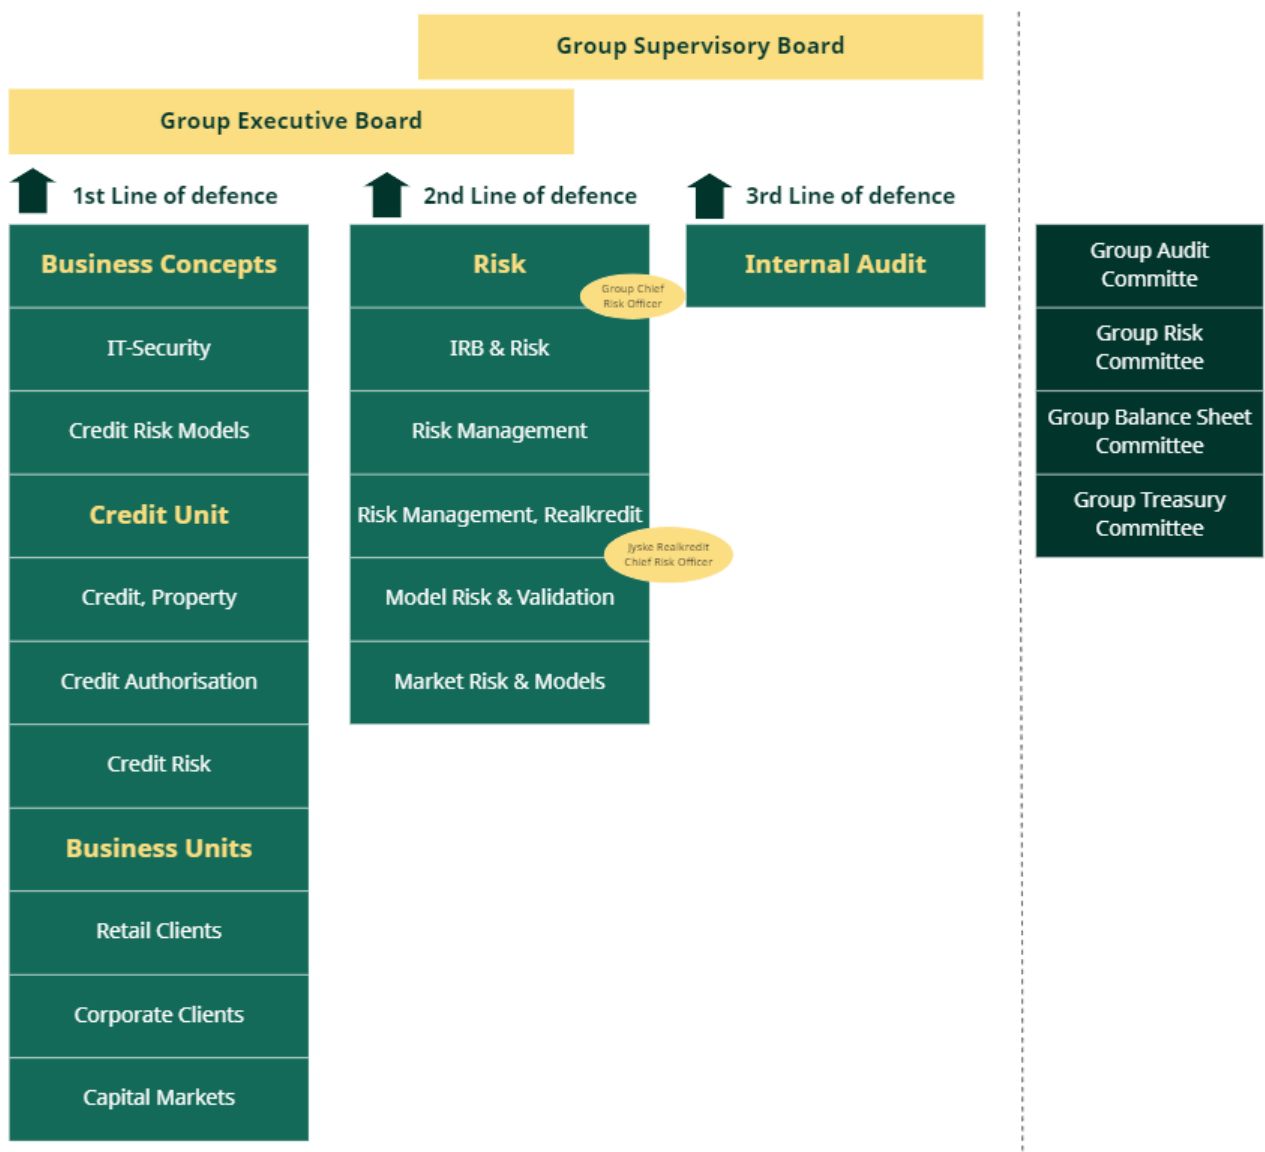 Group Supervisory Board
Group Executive Board
1st Line of defence
Business Concepts
IT-Security
Credit Risk Models
Credit Unit
Credit, Property
Credit Authorisation
Credit Risk
Business Units
Retail Clients
Corporate Clients
Capital Markets
2nd Line of defence
Risk
Group Chief
Risk Officer
IRB & Risk
Risk Management
Risk Management, Realkredit
Jyske Realkredit
Chief Risk Officer
Model Risk & Validation
Market Risk & Models
3rd Line of defence
Internal Audit
Group Audit
Committe
Group Risk
Committee
Group Balance Sheet
Committee
Group Treasury
Committee